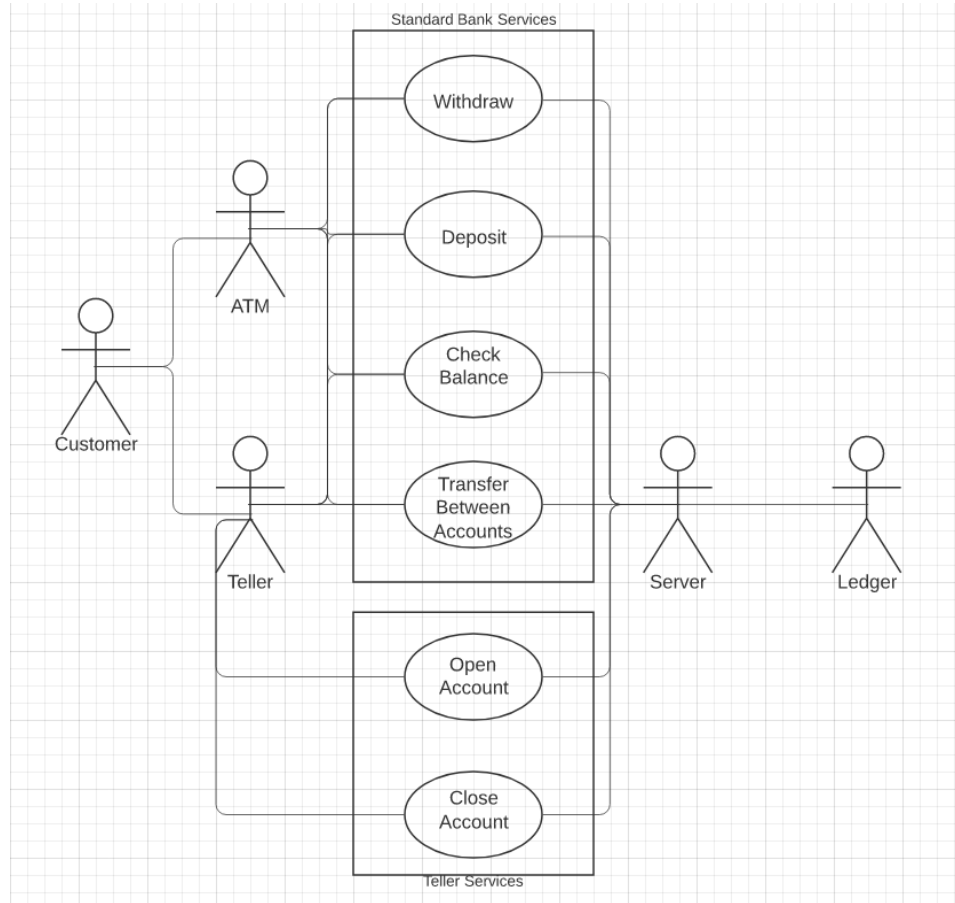 Standard Bank Services
Withdraw
Deposit
ATM
Check
Balance
Customer
Transfer
Between
Accounts
Teller
Server
Ledger
Open
Account
Close
Account
Teller Services